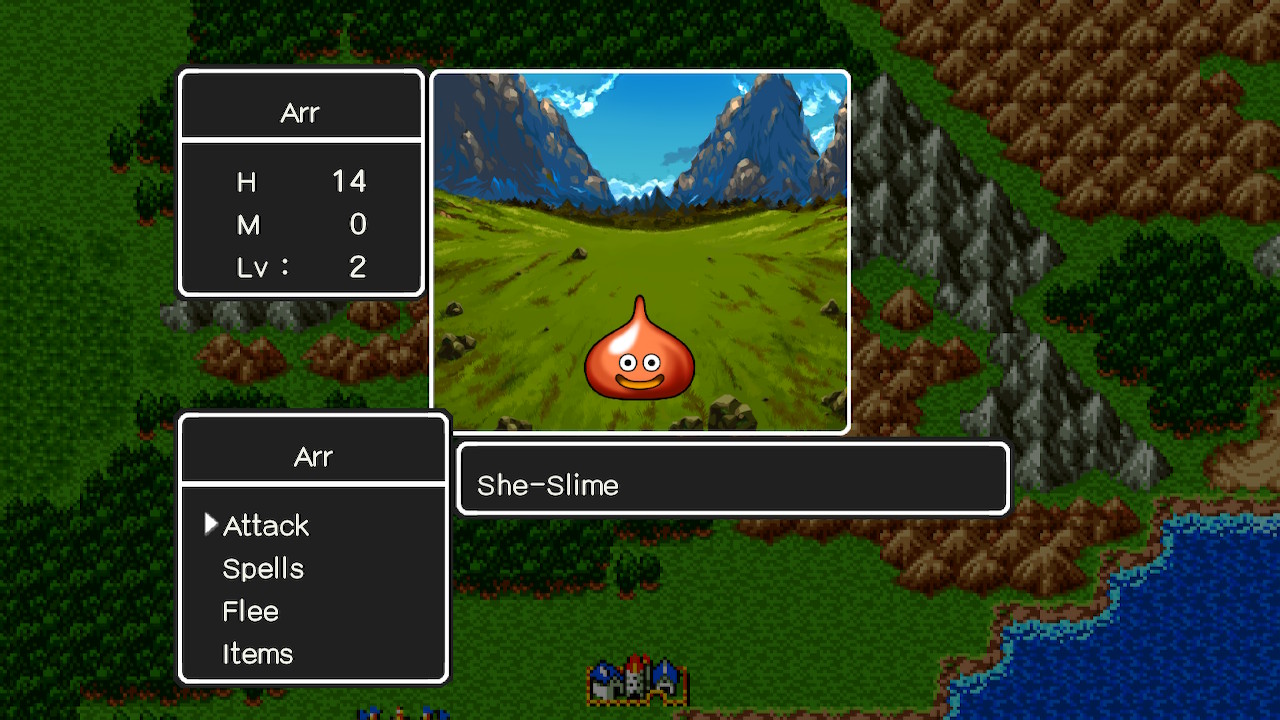 Arr
H 14
M 0
Lv : 2
Arr
Attack
Spells
Flee
Items
She-Slime